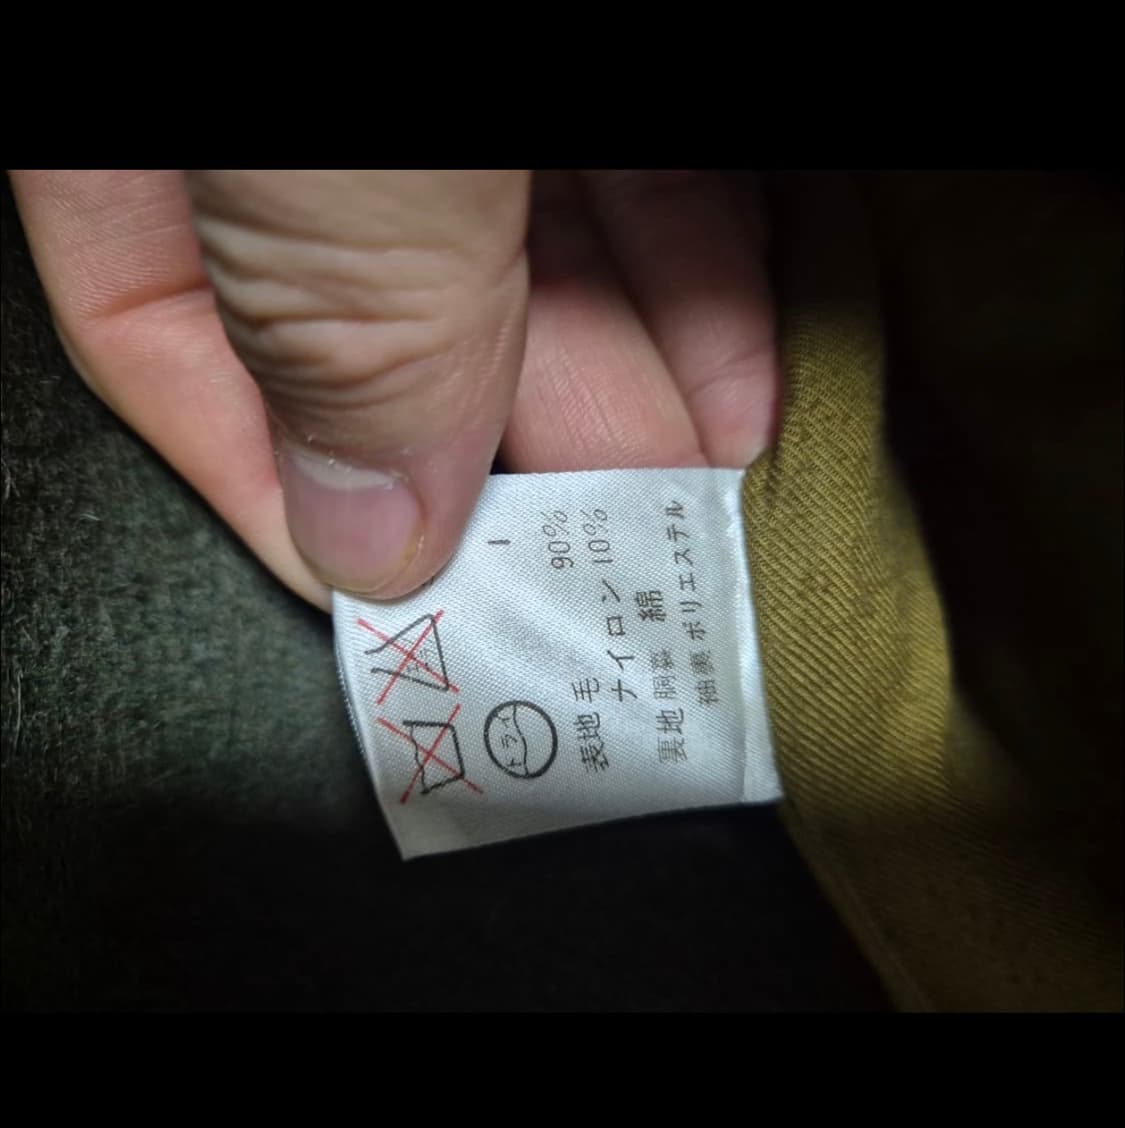 ドライ
表地 毛 90%
ナイロン 10%
裏地 胴裏 綿
袖裏 ポリエステル